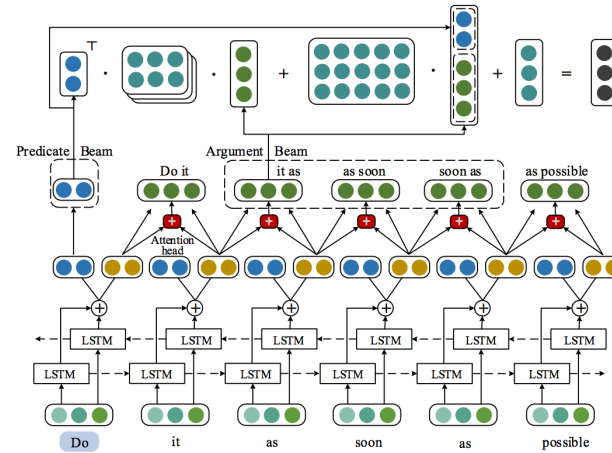 ⊤ · · + · + =
Predicate Beam
Argument Beam
Do it
it as
as soon
soon as
as possible
+ + + + +
Attention
head
+ + + + + +
LSTM LSTM LSTM LSTM LSTM LSTM
LSTM LSTM LSTM LSTM LSTM LSTM
Do it as soon as possible